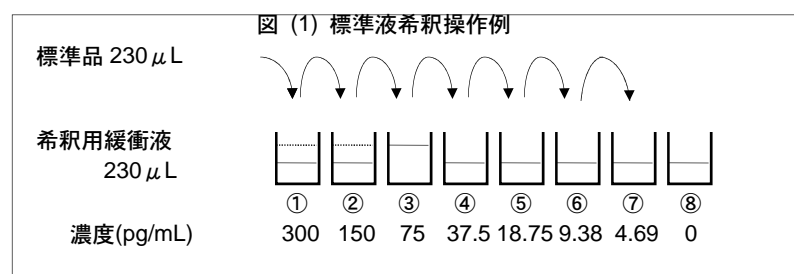 図 (1) 標準液希釈操作例
標準品 230μL
希釈用緩衝液
230μL
① ② ③ ④ ⑤ ⑥ ⑦ ⑧
濃度(pg/mL) 300 150 75 37.5 18.75 9.38 4.69 0